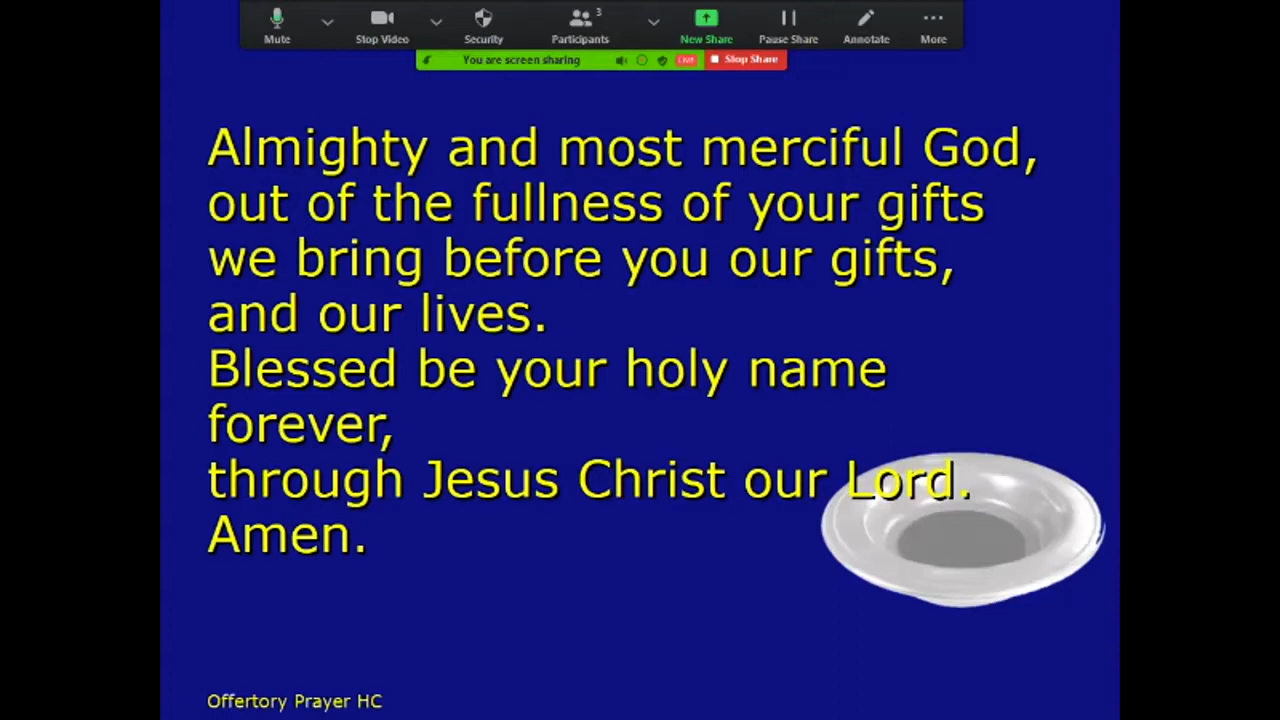 3
Mute Stop Video Security Participants New Share Pause Share Annotate More
You are screen sharing LIVE Stop Share
Almighty and most merciful God,
out of the fullness of your gifts
we bring before you our gifts,
and our lives.
Blessed be your holy name
forever,
through Jesus Christ our Lord.
Amen.
Offertory Prayer HC